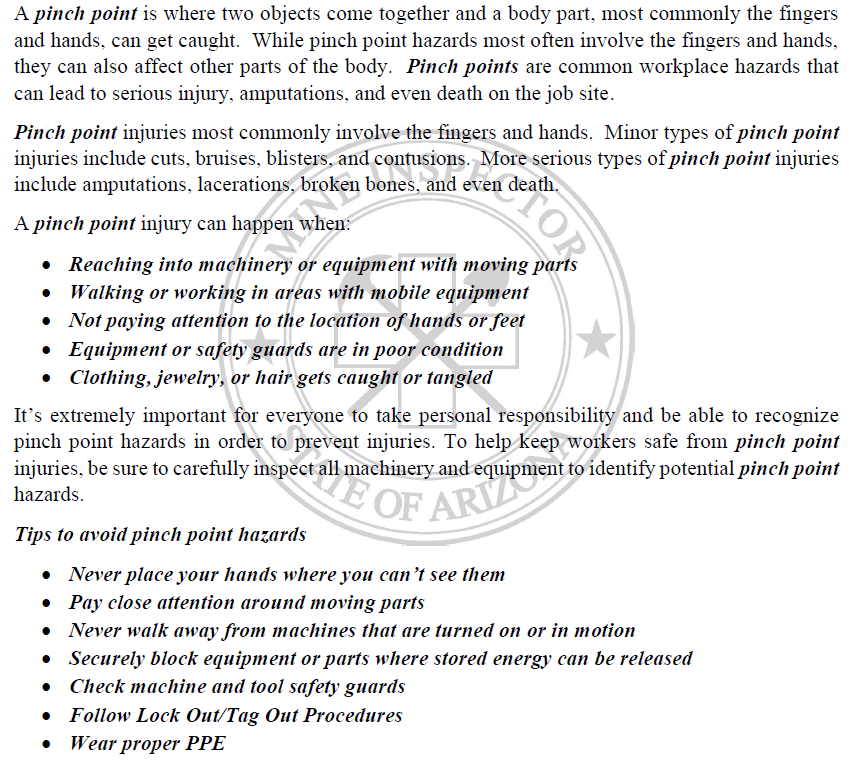 A pinch point is where two objects come together and a body part, most commonly the fingers
and hands, can get caught.  While pinch point hazards most often involve the fingers and hands,
they can also affect other parts of the body.  Pinch points are common workplace hazards that
can lead to serious injury, amputations, and even death on the job site.
Pinch point injuries most commonly involve the fingers and hands.  Minor types of pinch point
injuries include cuts, bruises, blisters, and contusions.  More serious types of pinch point injuries
include amputations, lacerations, broken bones, and even death.
A pinch point injury can happen when:
• Reaching into machinery or equipment with moving parts
• Walking or working in areas with mobile equipment
• Not paying attention to the location of hands or feet
• Equipment or safety guards are in poor condition
• Clothing, jewelry, or hair gets caught or tangled
It’s extremely important for everyone to take personal responsibility and be able to recognize
pinch point hazards in order to prevent injuries. To help keep workers safe from pinch point
injuries, be sure to carefully inspect all machinery and equipment to identify potential pinch point
hazards.
Tips to avoid pinch point hazards
• Never place your hands where you can’t see them
• Pay close attention around moving parts
• Never walk away from machines that are turned on or in motion
• Securely block equipment or parts where stored energy can be released
• Check machine and tool safety guards
• Follow Lock Out/Tag Out Procedures
• Wear proper PPE
MINE INSPECTOR
STATE OF ARIZONA